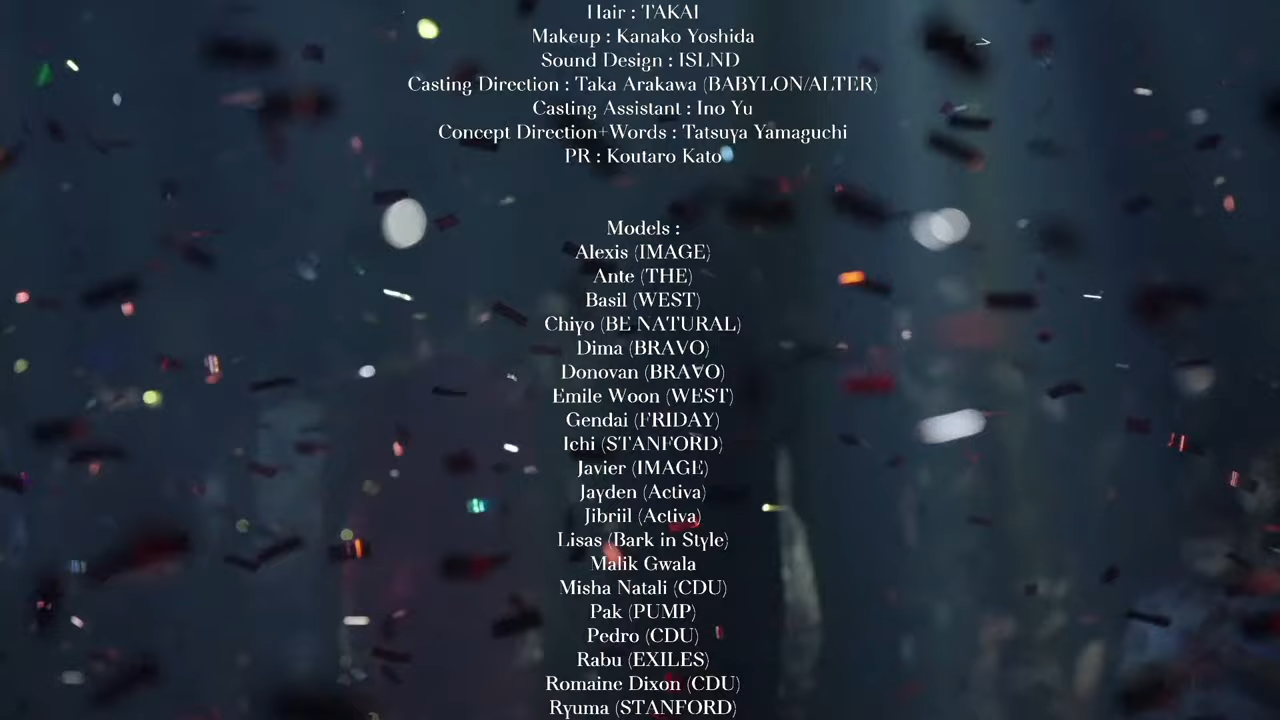 Hair : TAKAI
Makeup : Kanako Yoshida
Sound Design : ISLND
Casting Direction : Taka Arakawa (BABYLON/ALTER)
Casting Assistant : Ino Yu
Concept Direction+Words : Tatsuya Yamaguchi
PR : Koutaro Kato
Models :
Alexis (IMAGE)
Ante (THE)
Basil (WEST)
Chiyo (BE NATURAL)
Dima (BRAVO)
Donovan (BRAVO)
Emile Woon (WEST)
Gendai (FRIDAY)
Ichi (STANFORD)
Javier (IMAGE)
Jayden (Activa)
Jibriil (Activa)
Lisas (Bark in Style)
Malik Gwala
Misha Natali (CDU)
Pak (PUMP)
Pedro (CDU)
Rabu (EXILES)
Romaine Dixon (CDU)
Ryuma (STANFORD)